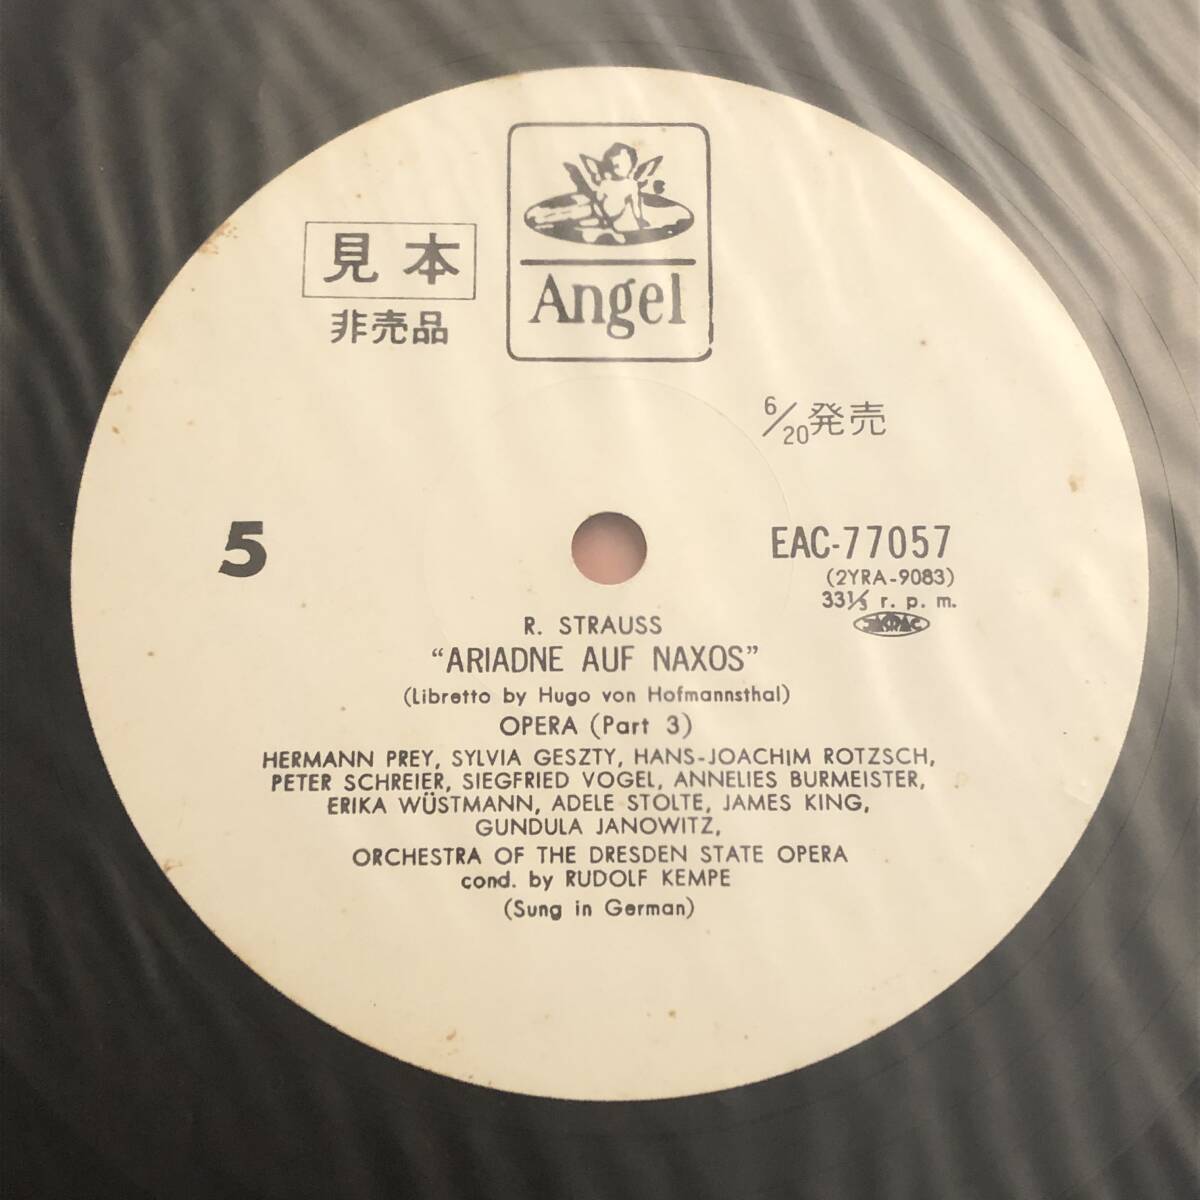 Angel
見本
非売品
6/20発売
5
EAC-77057
(2YRA-9083)
33⅓ r. p. m.
JASRAC
R. STRAUSS
“ARIADNE AUF NAXOS”
(Libretto by Hugo von Hofmannsthal)
OPERA (Part 3)
HERMANN PREY, SYLVIA GESZTY, HANS-JOACHIM ROTZSCH,
PETER SCHREIER, SIEGFRIED VOGEL, ANNELIES BURMEISTER,
ERIKA WÜSTMANN, ADELE STOLTE, JAMES KING,
GUNDULA JANOWITZ,
ORCHESTRA OF THE DRESDEN STATE OPERA
cond. by RUDOLF KEMPE
(Sung in German)